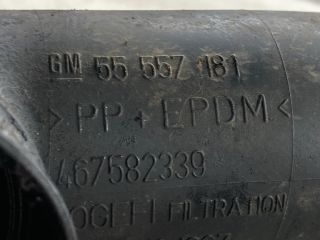 GM 55 557 181
>PP+EPDM<
467582339
FILTRATION